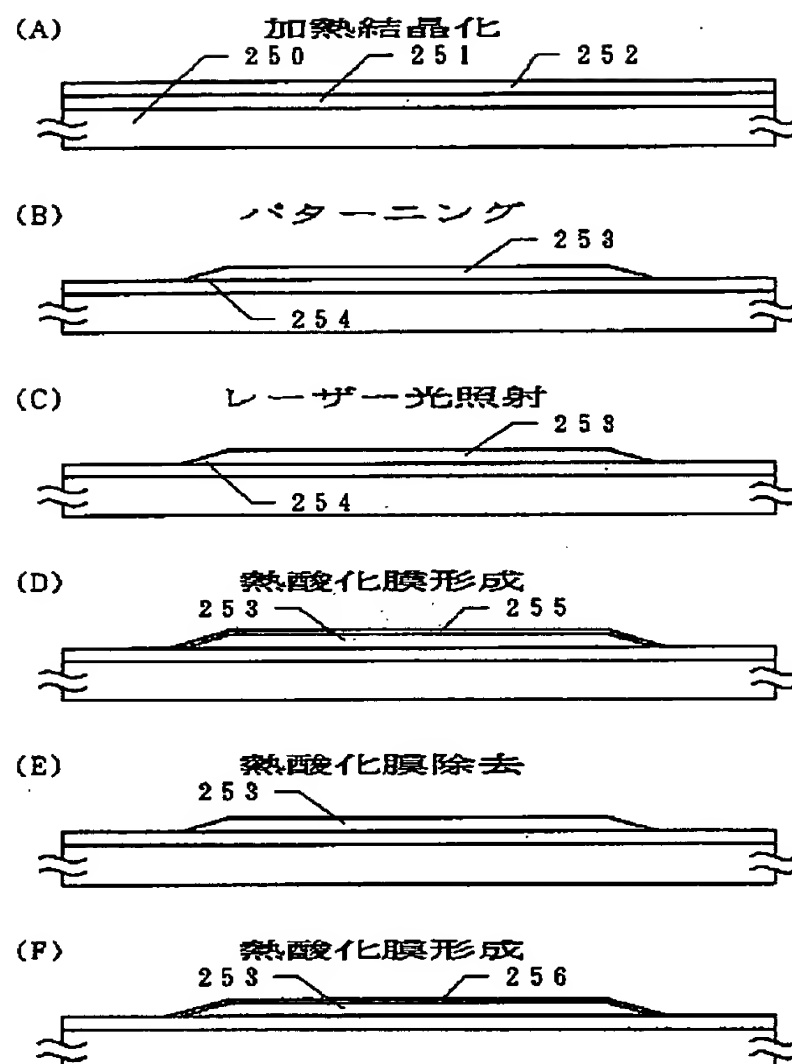 (A) 加熱結晶化
250 251 252
(B) パターニング
253
254
(C) レーザー光照射
253
254
(D) 熱酸化膜形成
253 255
(E) 熱酸化膜除去
253
(F) 熱酸化膜形成
253 256